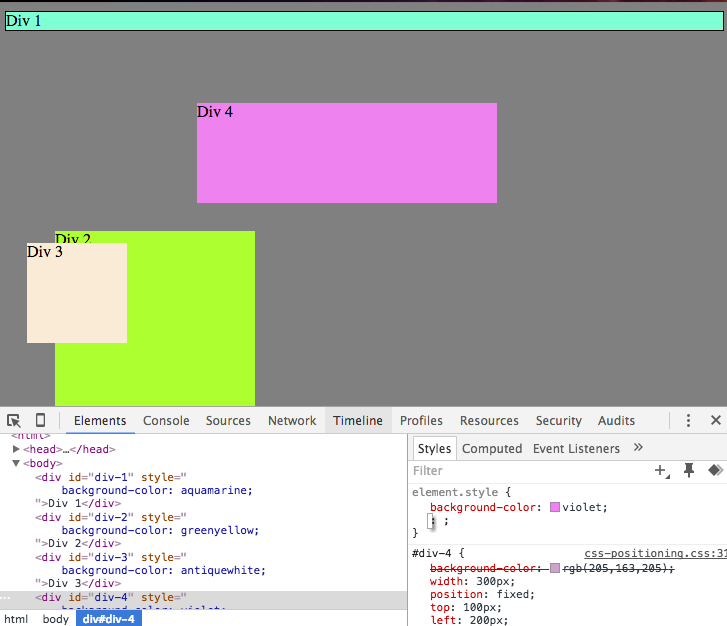 Div 1
Div 4
Div 2
Div 3
Elements Console Sources Network Timeline Profiles Resources Security Audits
<html>
<head>…</head>
<body>
<div id="div-1" style="
background-color: aquamarine;
">Div 1</div>
<div id="div-2" style="
background-color: greenyellow;
">Div 2</div>
<div id="div-3" style="
background-color: antiquewhite;
">Div 3</div>
<div id="div-4" style="
background-color: violet;
html body div#div-4
Styles Computed Event Listeners »
Filter
element.style {
background-color: violet;
: ;
}
#div-4 { css-positioning.css:31
background-color: rgb(205,163,205);
width: 300px;
position: fixed;
top: 100px;
left: 200px;